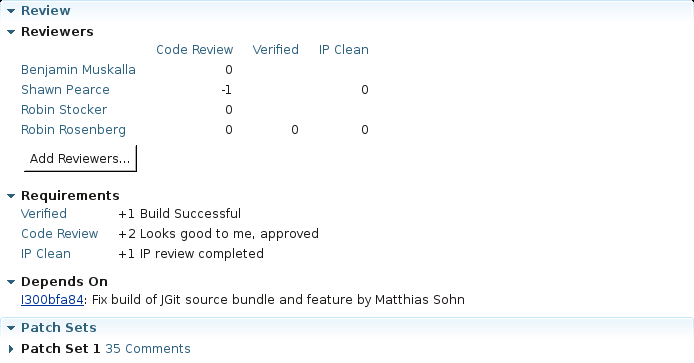 Review
Reviewers
Code Review Verified IP Clean
Benjamin Muskalla 0
Shawn Pearce -1 0
Robin Stocker 0
Robin Rosenberg 0 0 0
Add Reviewers...
Requirements
Verified +1 Build Successful
Code Review +2 Looks good to me, approved
IP Clean +1 IP review completed
Depends On
I300bfa84: Fix build of JGit source bundle and feature by Matthias Sohn
Patch Sets
Patch Set 1 35 Comments